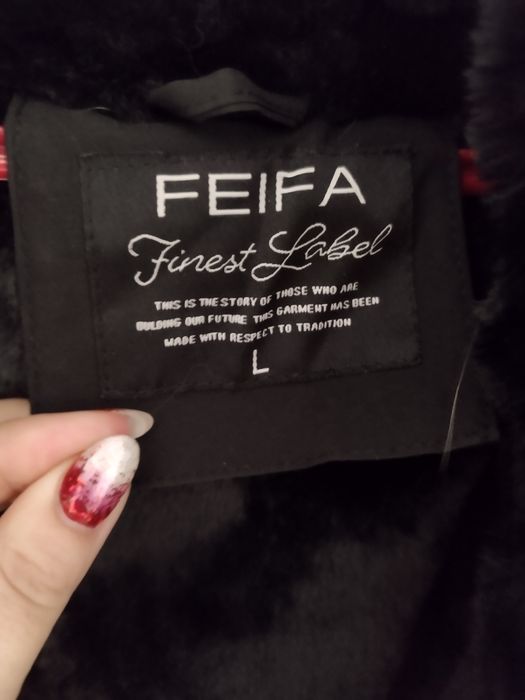 FEIFA
Finest Label
THIS IS THE STORY OF THOSE WHO ARE
BULDING OUR FUTURE THIS GARMENT HAS BEEN
MADE WITH RESPECT TO TRADITION
L